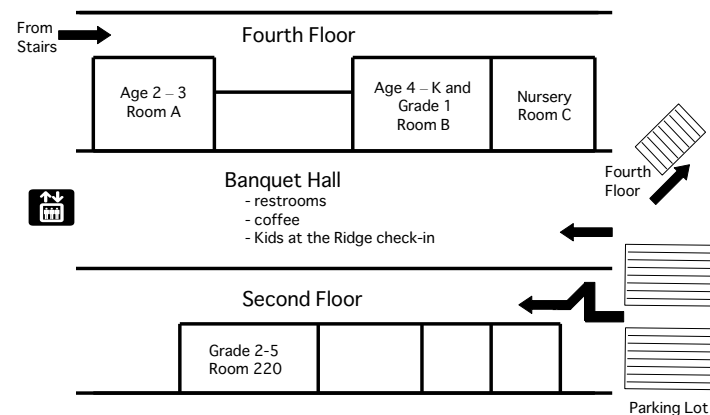 From
Stairs
Fourth Floor
Age 2 – 3
Room A
Age 4 – K and
Grade 1
Room B
Nursery
Room C
Fourth
Floor
Banquet Hall
- restrooms
- coffee
- Kids at the Ridge check-in
Second Floor
Grade 2-5
Room 220
Parking Lot